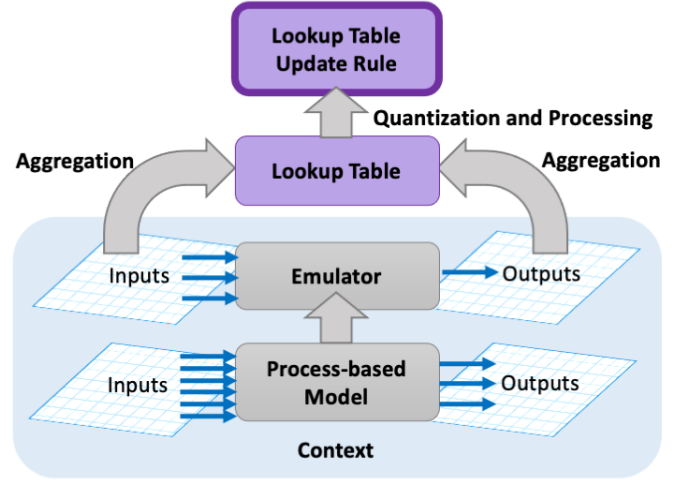 Lookup Table
Update Rule
Quantization and Processing
Aggregation
Lookup Table
Aggregation
Inputs
Emulator
Outputs
Inputs
Process-based
Model
Outputs
Context